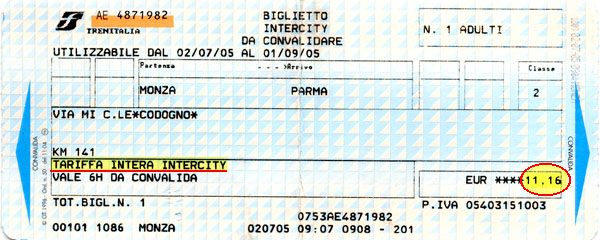 AE 4871982
TRENITALIA
BIGLIETTO
INTERCITY
DA CONVALIDARE
N. 1 ADULTI
UTILIZZABILE DAL 02/07/05 AL 01/09/05
Partenza --->Arrivo Classe
MONZA PARMA 2
VIA MI C.LE*CODOGNO*
KM 141
TARIFFA INTERA INTERCITY
VALE 6H DA CONVALIDA
EUR ****11,16
TOT.BIGL.N. 1
P.IVA 05403151003
0753AE4871982
00101 1086 MONZA 020705 09:07 0908 - 201
CONVALIDA
CONVALIDA